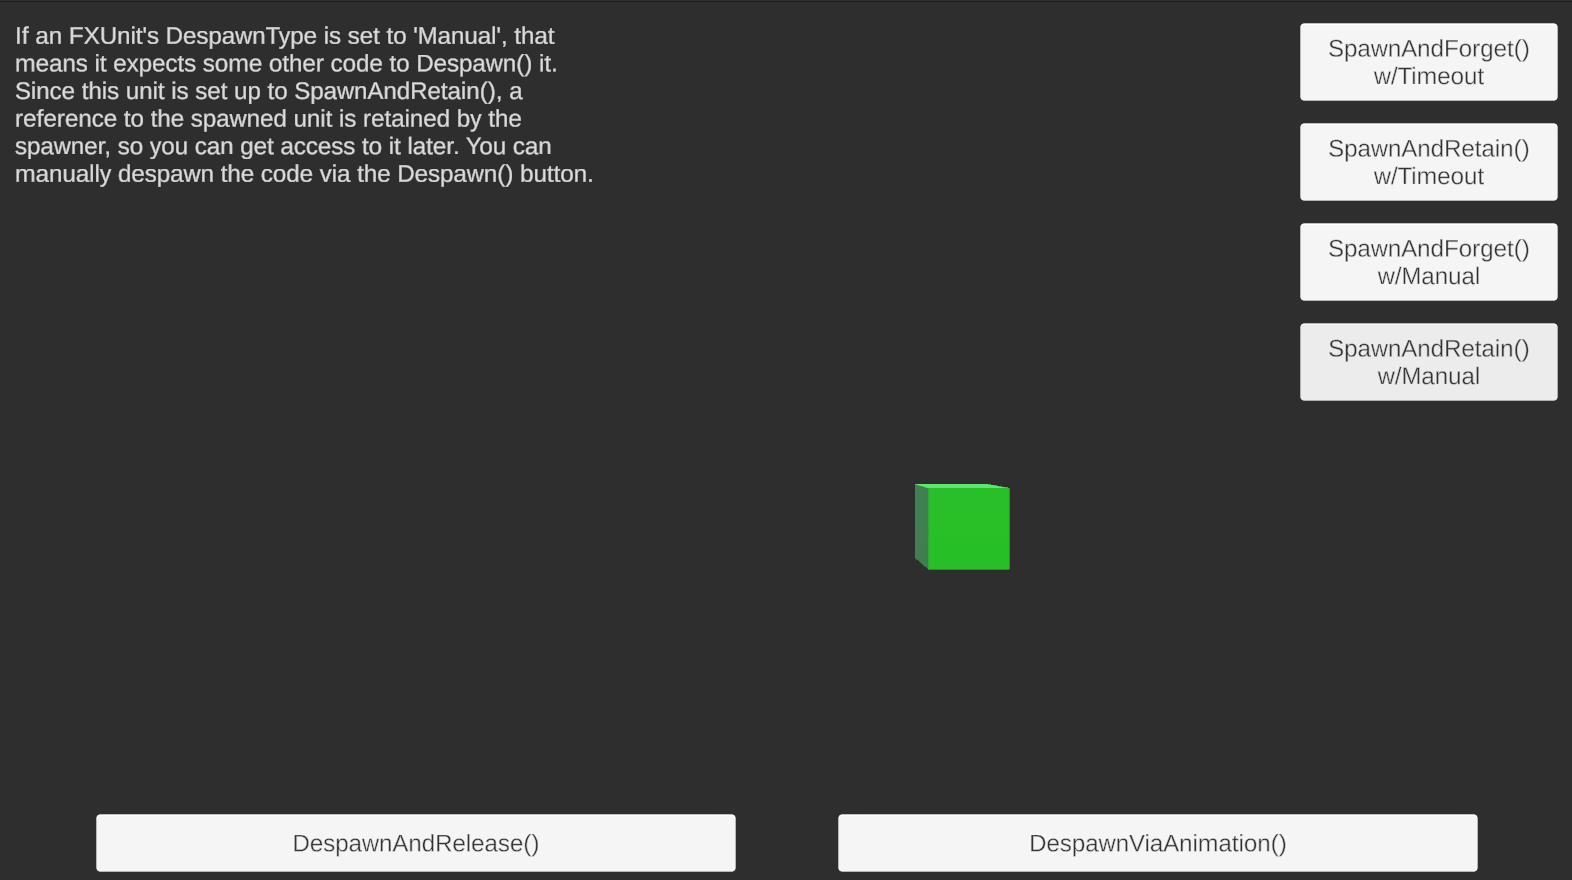 If an FXUnit's DespawnType is set to 'Manual', that
means it expects some other code to Despawn() it.
Since this unit is set up to SpawnAndRetain(), a
reference to the spawned unit is retained by the
spawner, so you can get access to it later. You can
manually despawn the code via the Despawn() button.
SpawnAndForget()
w/Timeout
SpawnAndRetain()
w/Timeout
SpawnAndForget()
w/Manual
SpawnAndRetain()
w/Manual
DespawnAndRelease()
DespawnViaAnimation()